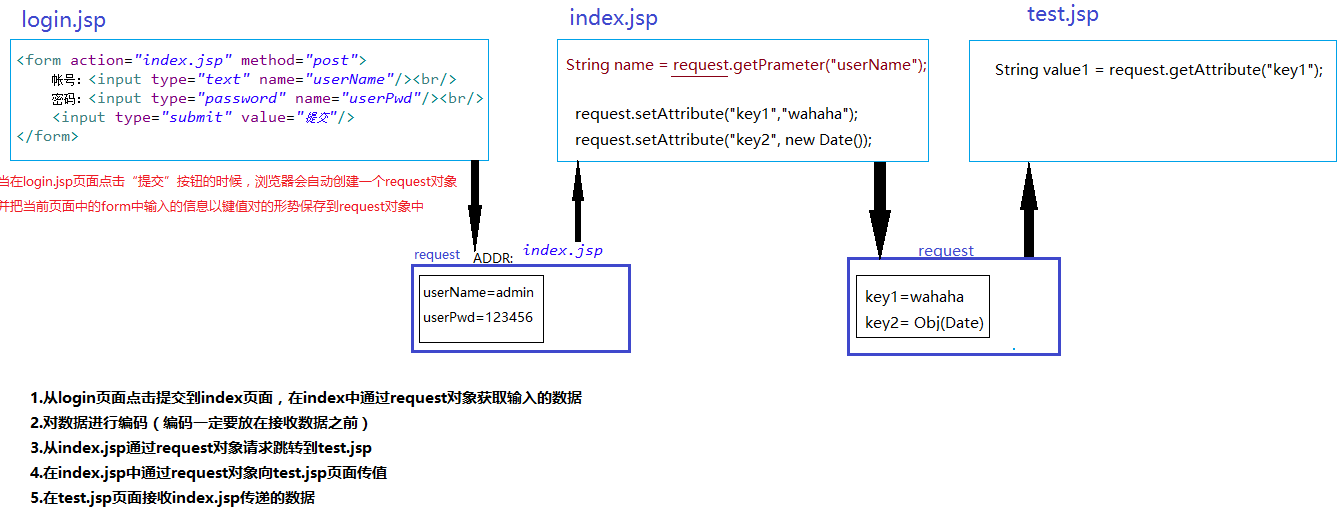 login.jsp
<form action="index.jsp" method="post">
帐号：<input type="text" name="userName"/><br/>
密码：<input type="password" name="userPwd"/><br/>
<input type="submit" value="提交"/>
</form>
当在login.jsp页面点击“提交”按钮的时候，浏览器会自动创建一个request对象
并把当前页面中的form中输入的信息以键值对的形势保存到request对象中
index.jsp
String name = request.getPrameter("userName");
request.setAttribute("key1","wahaha");
request.setAttribute("key2", new Date());
test.jsp
String value1 = request.getAttribute("key1");
request
ADDR:
index.jsp
userName=admin
userPwd=123456
request
key1=wahaha
key2= Obj(Date)
1.从login页面点击提交到index页面，在index中通过request对象获取输入的数据
2.对数据进行编码（编码一定要放在接收数据之前）
3.从index.jsp通过request对象请求跳转到test.jsp
4.在index.jsp中通过request对象向test.jsp页面传值
5.在test.jsp页面接收index.jsp传递的数据